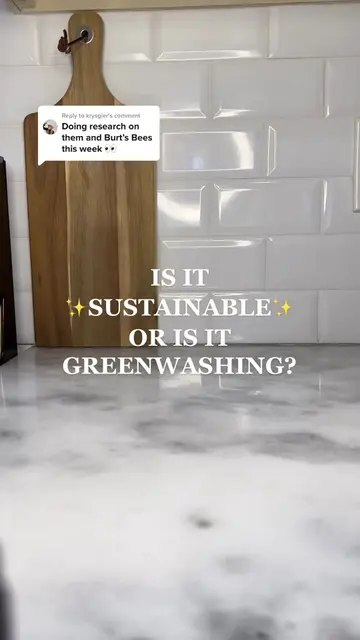 Reply to krysgler's comment
Doing research on
them and Burt's Bees
this week 👀
IS IT
✨SUSTAINABLE✨
OR IS IT
GREENWASHING?